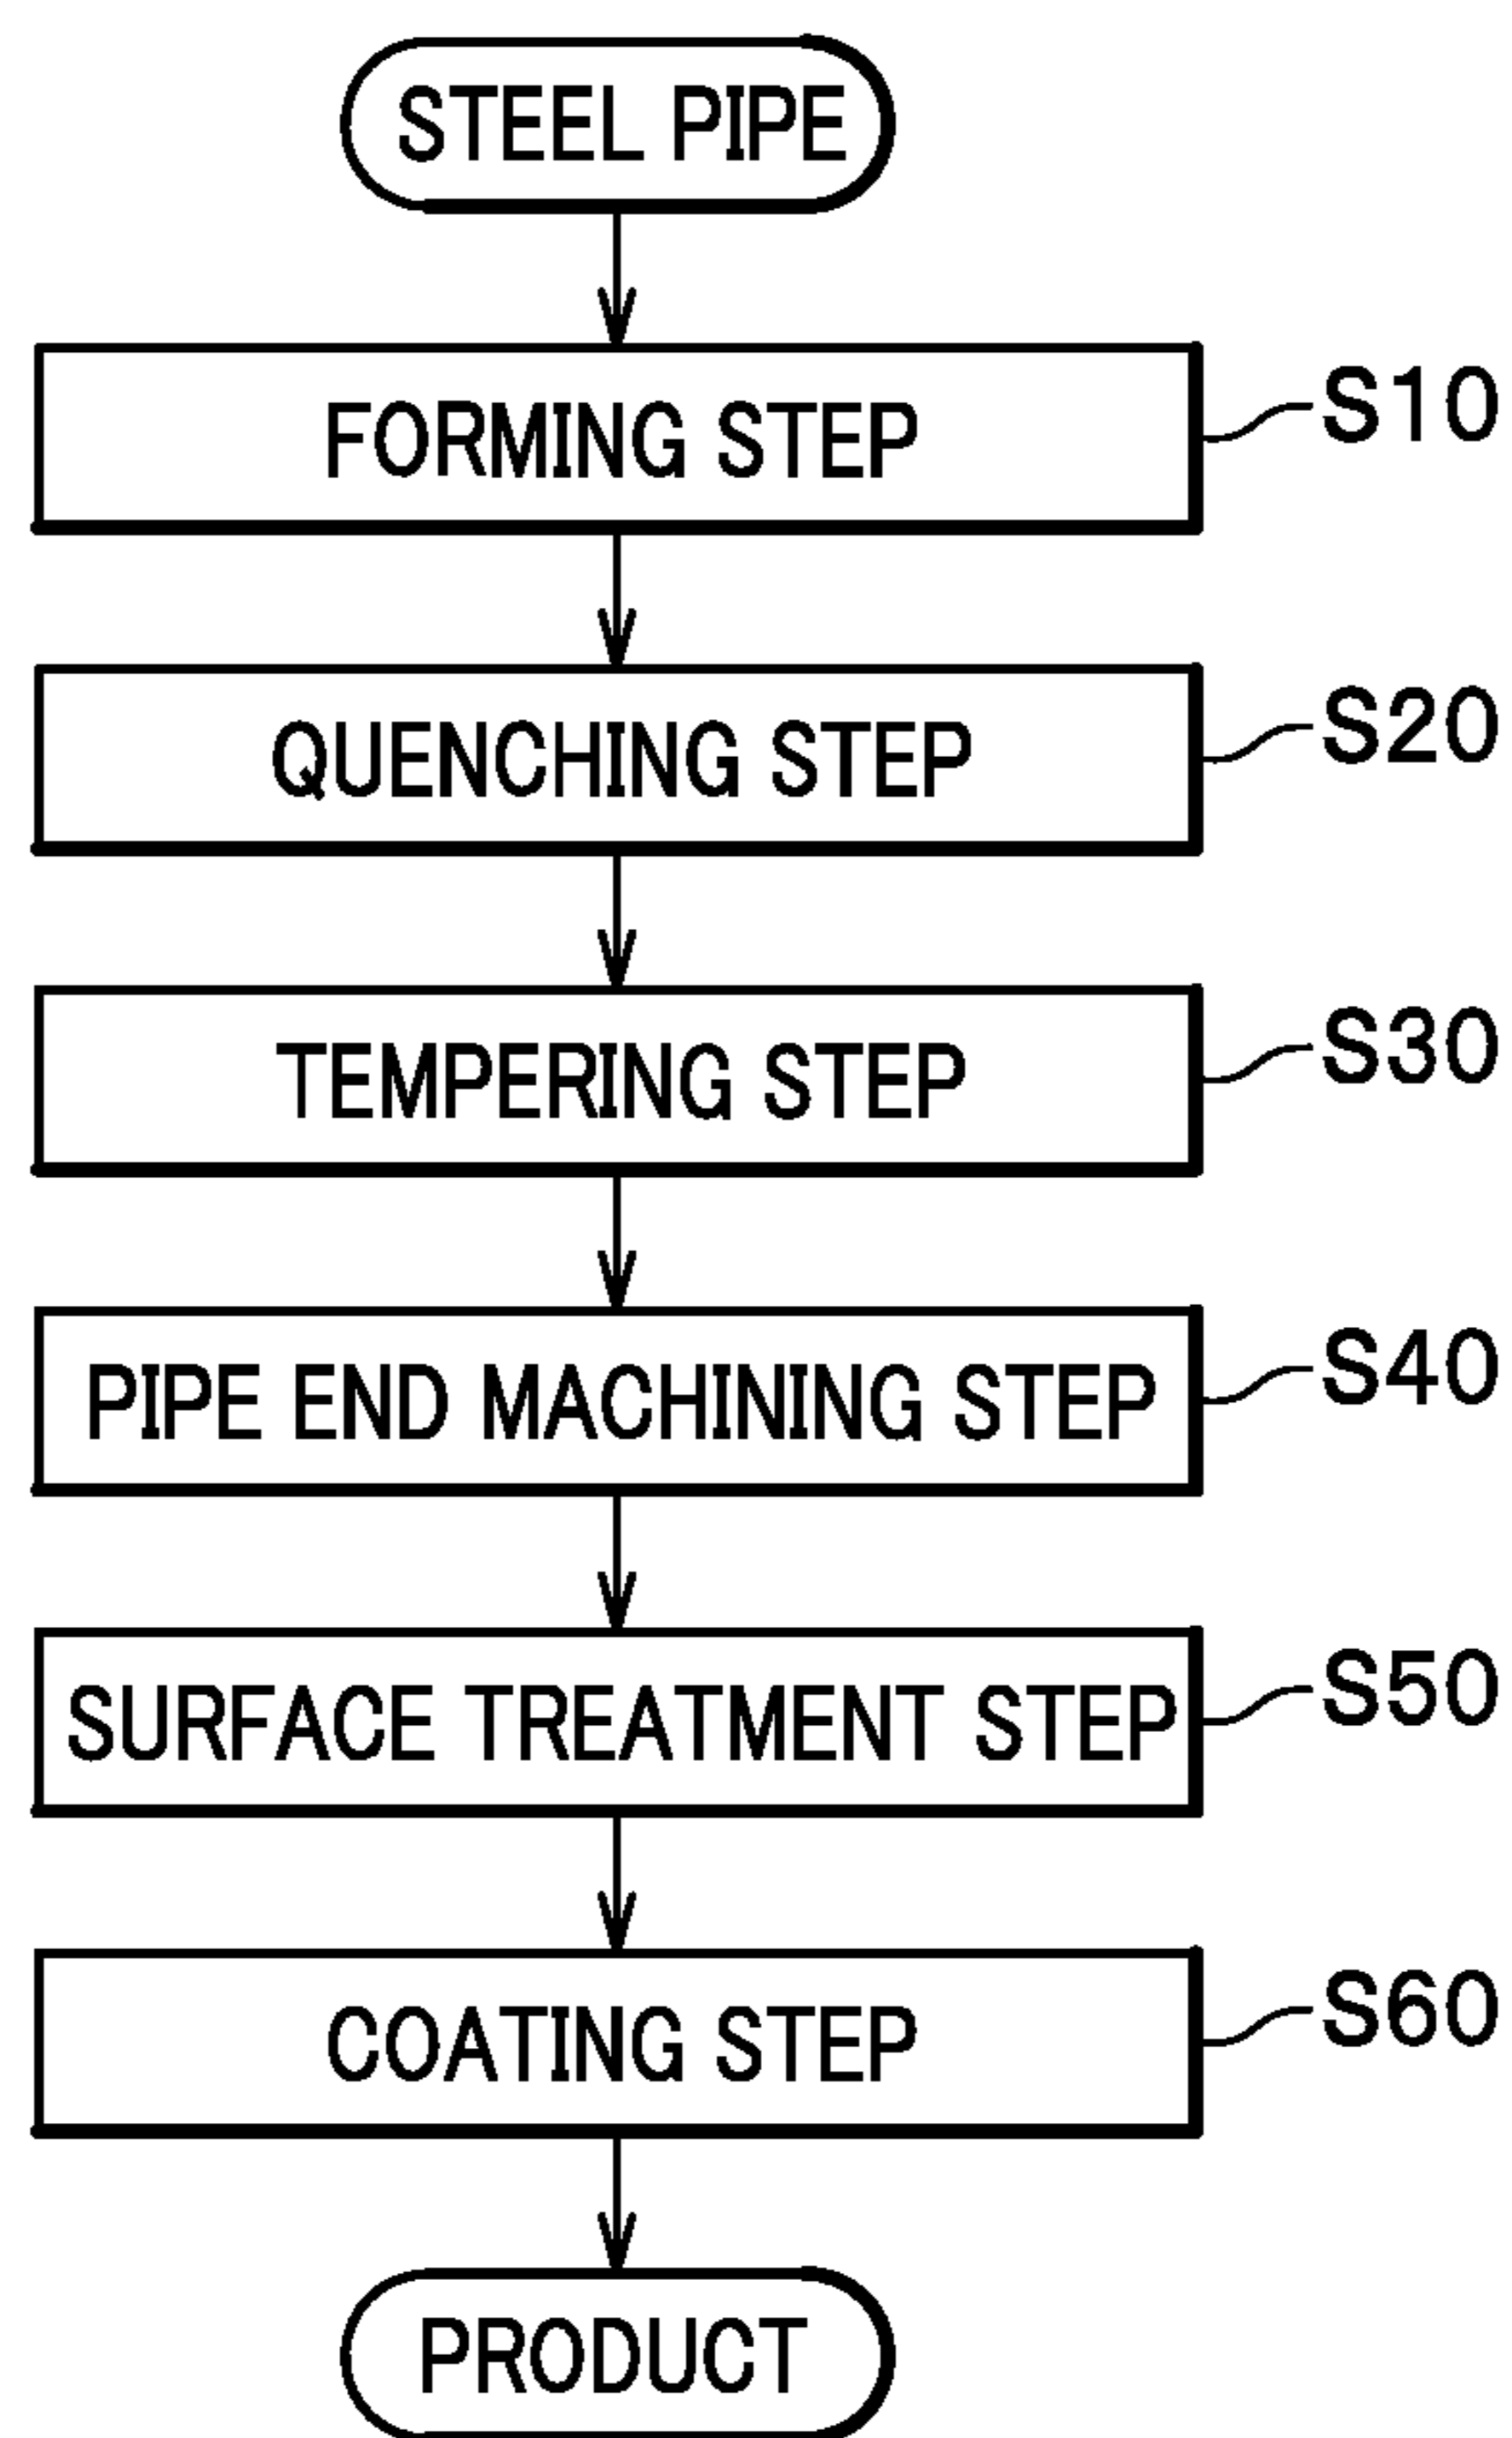 STEEL PIPE
FORMING STEP
S10
QUENCHING STEP
S20
TEMPERING STEP
S30
PIPE END MACHINING STEP
S40
SURFACE TREATMENT STEP
S50
COATING STEP
S60
PRODUCT